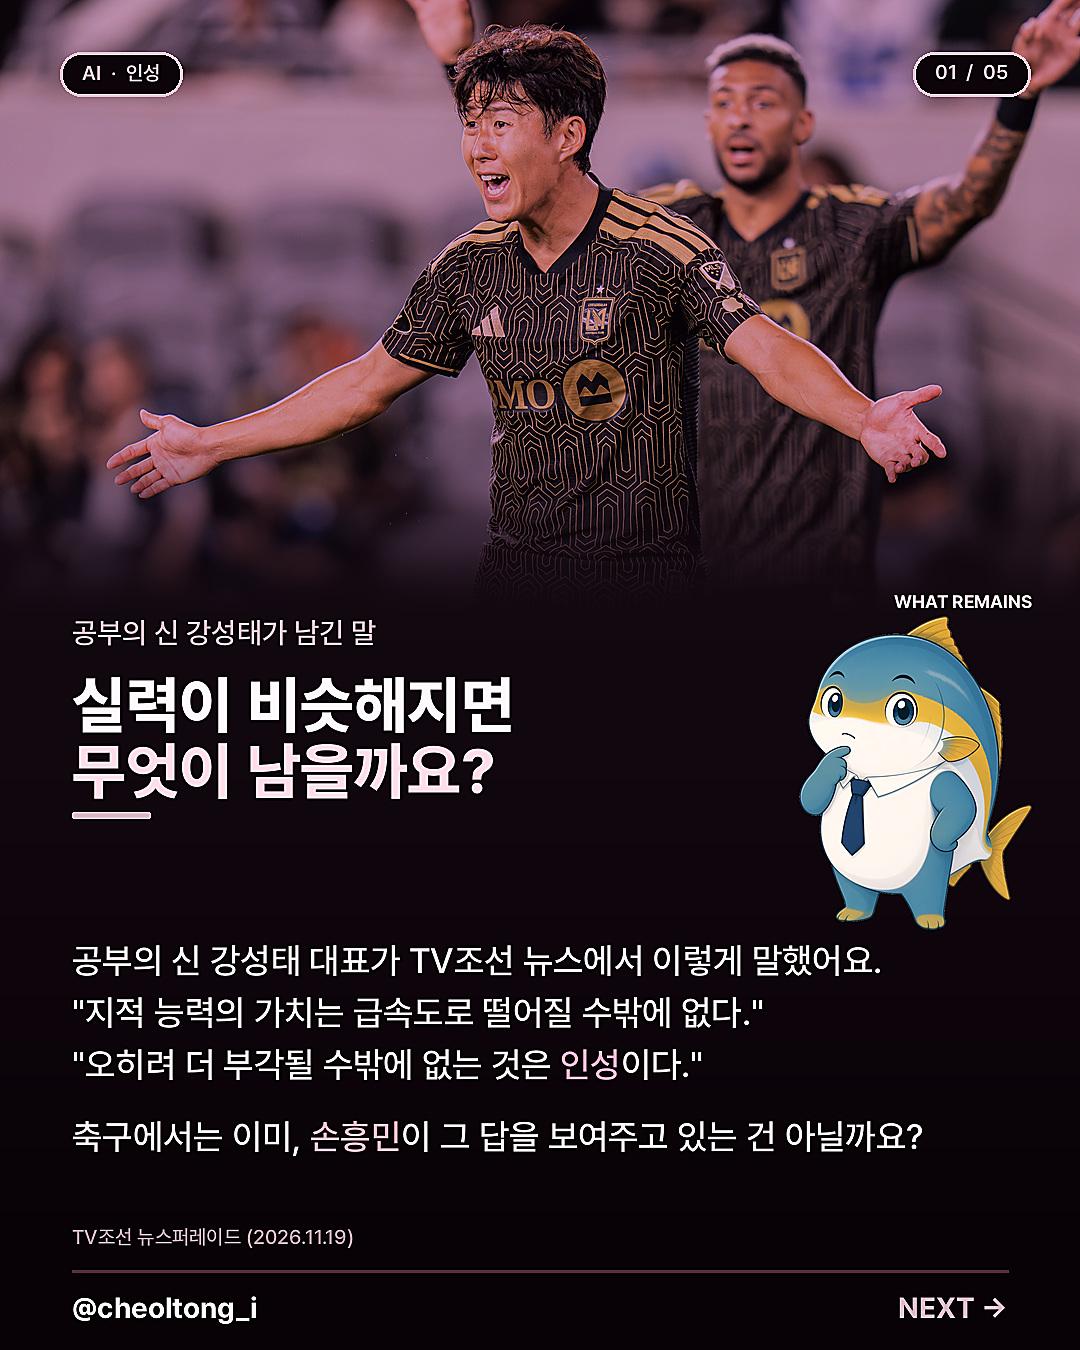 AI · 인성
01 / 05
MO
WHAT REMAINS
공부의 신 강성태가 남긴 말
실력이 비슷해지면
무엇이 남을까요?
공부의 신 강성태 대표가 TV조선 뉴스에서 이렇게 말했어요.
"지적 능력의 가치는 급속도로 떨어질 수밖에 없다."
"오히려 더 부각될 수밖에 없는 것은 인성이다."
축구에서는 이미, 손흥민이 그 답을 보여주고 있는 건 아닐까요?
TV조선 뉴스퍼레이드 (2026.11.19)
@cheoltong_i
NEXT →